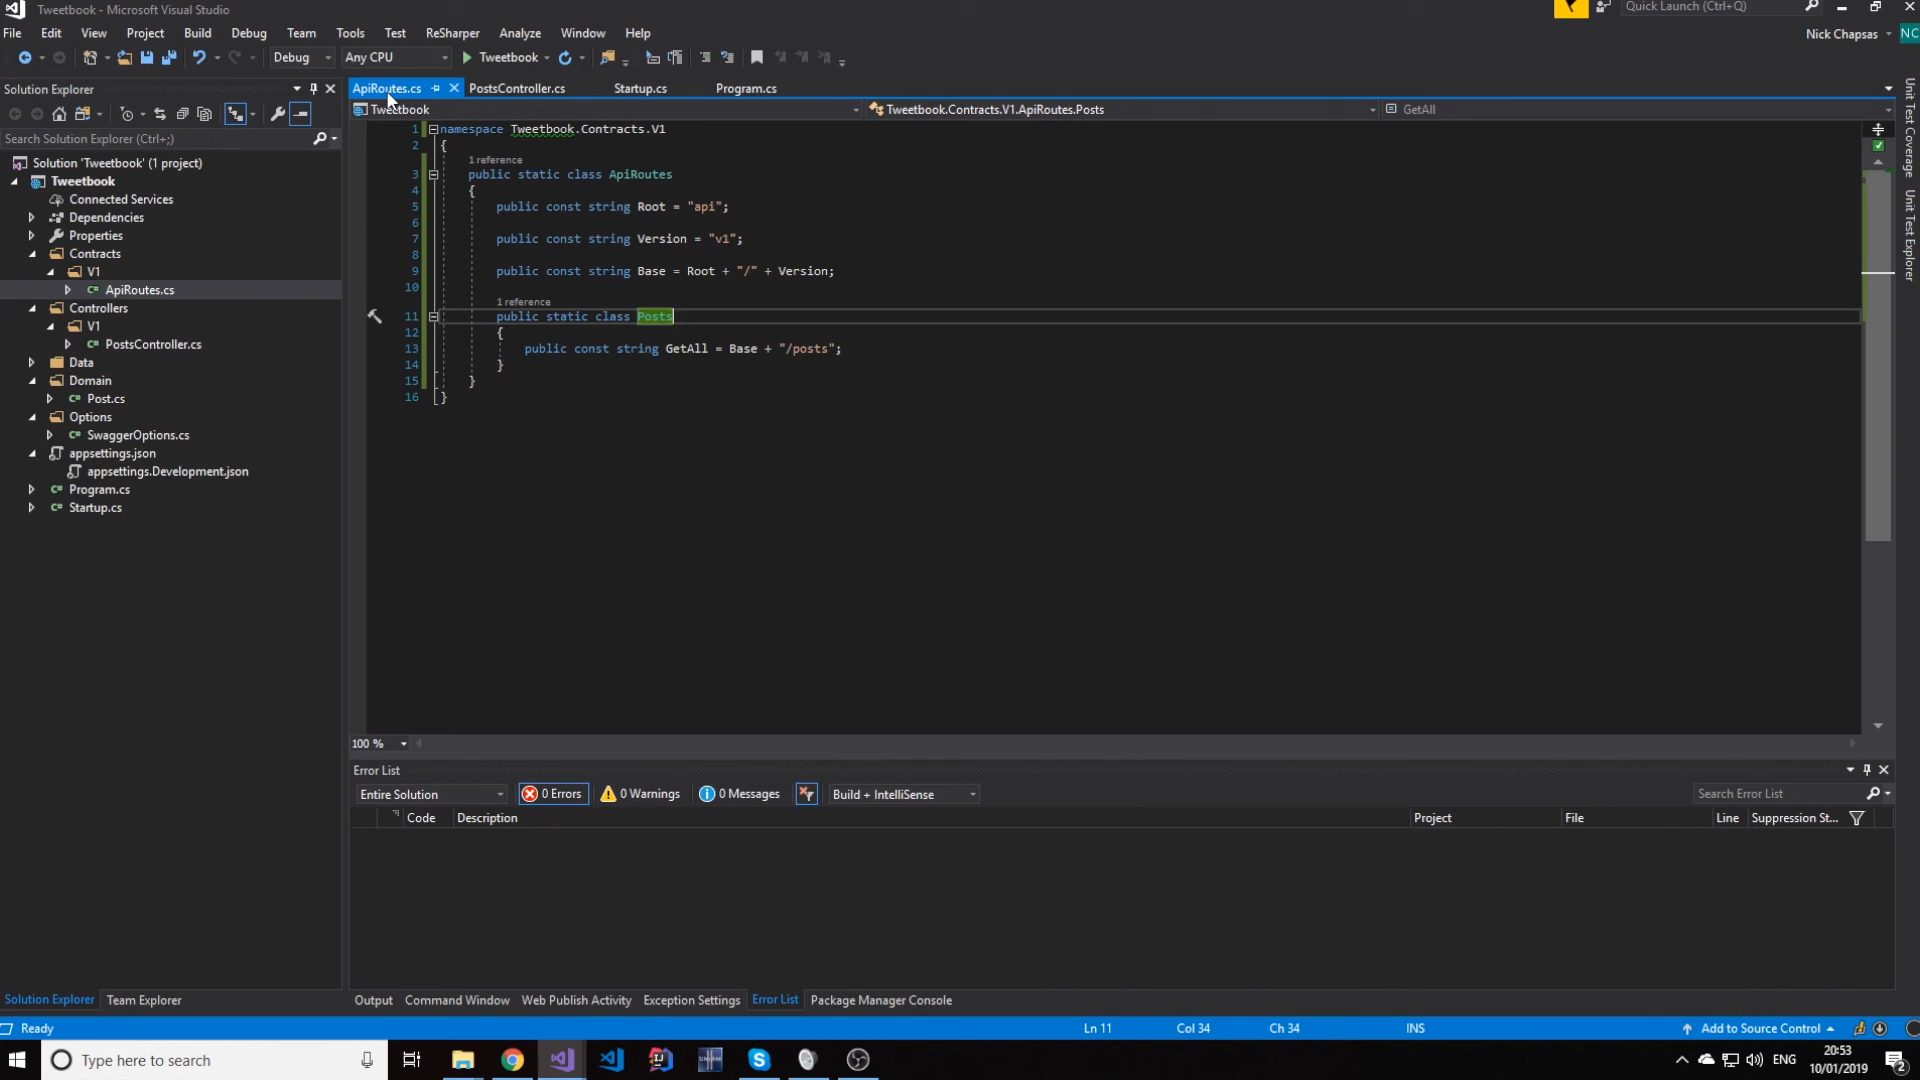 Tweetbook - Microsoft Visual Studio
Quick Launch (Ctrl+Q)
File Edit View Project Build Debug Team Tools Test ReSharper Analyze Window Help
Nick Chapsas NC
Debug Any CPU Tweetbook
Solution Explorer
Search Solution Explorer (Ctrl+;)
Solution 'Tweetbook' (1 project)
Tweetbook
Connected Services
Dependencies
Properties
Contracts
V1
ApiRoutes.cs
Controllers
V1
PostsController.cs
Data
Domain
Post.cs
Options
SwaggerOptions.cs
appsettings.json
appsettings.Development.json
Program.cs
Startup.cs
Solution Explorer Team Explorer
ApiRoutes.cs PostsController.cs Startup.cs Program.cs
Tweetbook Tweetbook.Contracts.V1.ApiRoutes.Posts GetAll
1 namespace Tweetbook.Contracts.V1
2 {
1 reference
3 public static class ApiRoutes
4 {
5 public const string Root = "api";
6
7 public const string Version = "v1";
8
9 public const string Base = Root + "/" + Version;
10
1 reference
11 public static class Posts
12 {
13 public const string GetAll = Base + "/posts";
14 }
15 }
16 }
100 %
Unit Test Coverage
Unit Test Explorer
Error List
Entire Solution 0 Errors 0 Warnings 0 Messages Build + IntelliSense Search Error List
Code Description Project File Line Suppression St...
Output Command Window Web Publish Activity Exception Settings Error List Package Manager Console
Ready Ln 11 Col 34 Ch 34 INS Add to Source Control
Type here to search
ENG
20:53
10/01/2019
2